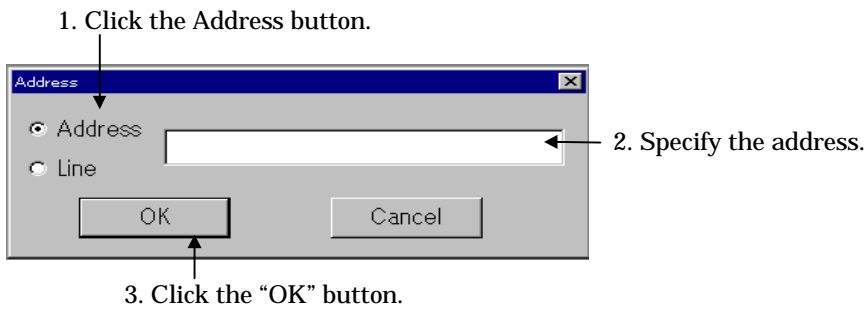 1. Click the Address button.
Address
Address
2. Specify the address.
Line
OK
Cancel
3. Click the “OK” button.